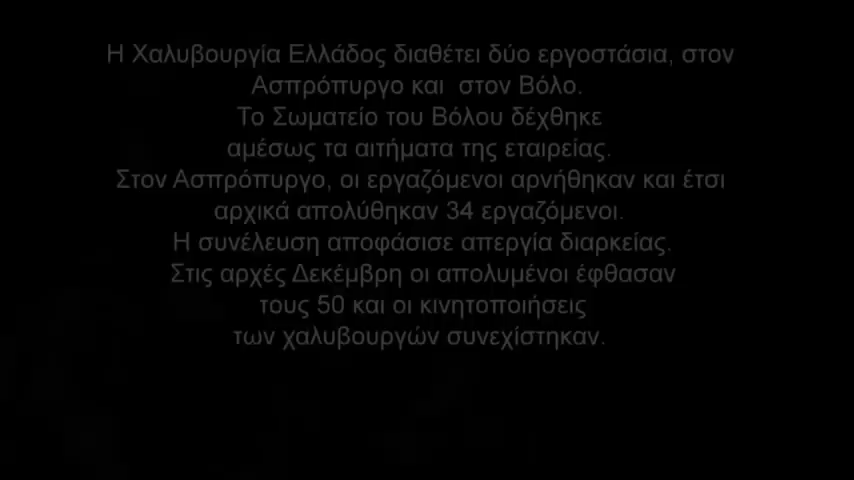 Η Χαλυβουργία Ελλάδος διαθέτει δύο εργοστάσια, στον
Ασπρόπυργο και στον Βόλο.
Το Σωματείο του Βόλου δέχθηκε
αμέσως τα αιτήματα της εταιρείας.
Στον Ασπρόπυργο, οι εργαζόμενοι αρνήθηκαν και έτσι
αρχικά απολύθηκαν 34 εργαζόμενοι.
Η συνέλευση αποφάσισε απεργία διαρκείας.
Στις αρχές Δεκέμβρη οι απολυμένοι έφθασαν
τους 50 και οι κινητοποιήσεις
των χαλυβουργών συνεχίστηκαν.